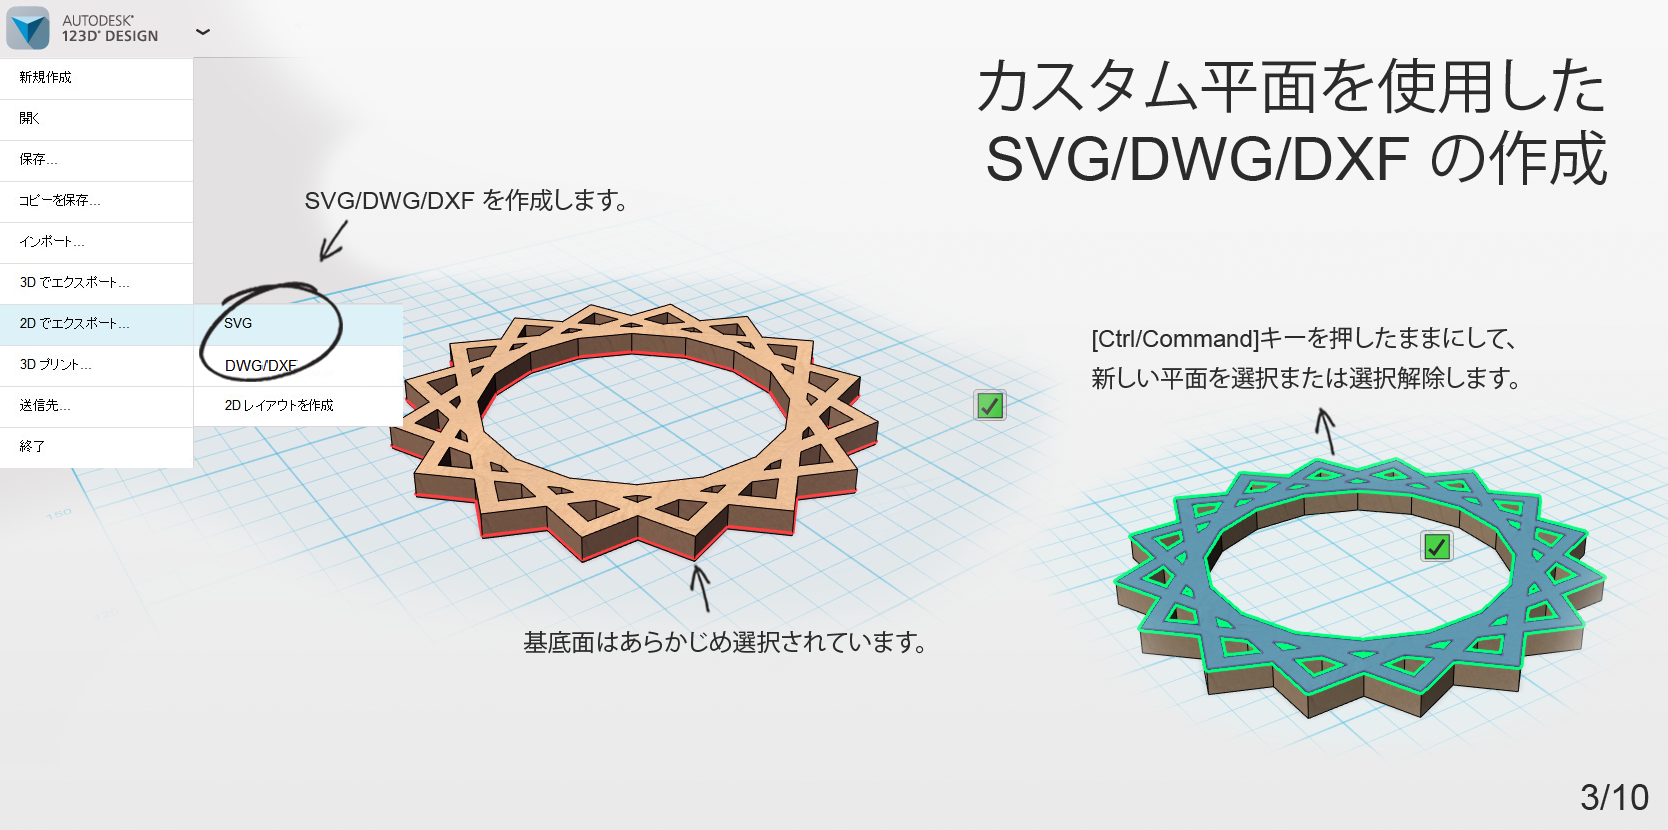 AUTODESK®
123D® DESIGN
新規作成
開く
保存...
コピーを保存...
インポート...
3D でエクスポート...
2D でエクスポート...
3D プリント...
送信先...
終了
SVG
DWG/DXF
2D レイアウトを作成
カスタム平面を使用した
SVG/DWG/DXF の作成
SVG/DWG/DXF を作成します。
[Ctrl/Command]キーを押したままにして、
新しい平面を選択または選択解除します。
基底面はあらかじめ選択されています。
150
120
3/10